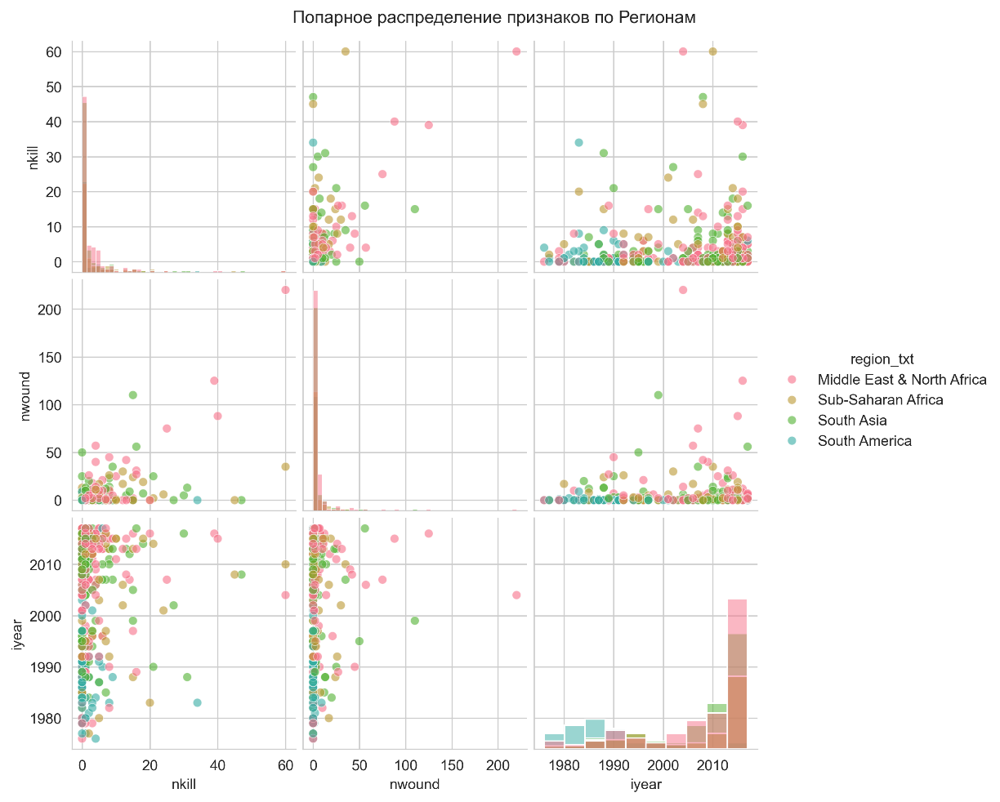 Попарное распределение признаков по Регионам
60
50
40
30
20
10
0
nkill
200
150
100
50
0
nwound
region_txt
Middle East & North Africa
Sub-Saharan Africa
South Asia
South America
2010
2000
1990
1980
iyear
0 20 40 60
0 50 100 150 200
1980 1990 2000 2010
nkill
nwound
iyear